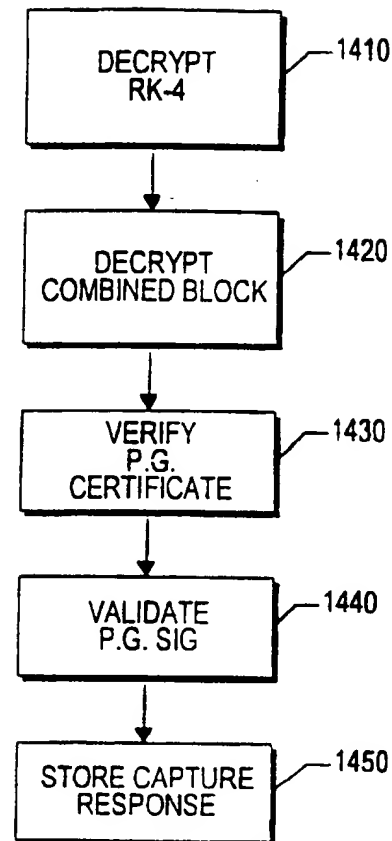 DECRYPT
RK-4
1410
DECRYPT
COMBINED BLOCK
1420
VERIFY
P.G.
CERTIFICATE
1430
VALIDATE
P.G. SIG
1440
STORE CAPTURE
RESPONSE
1450